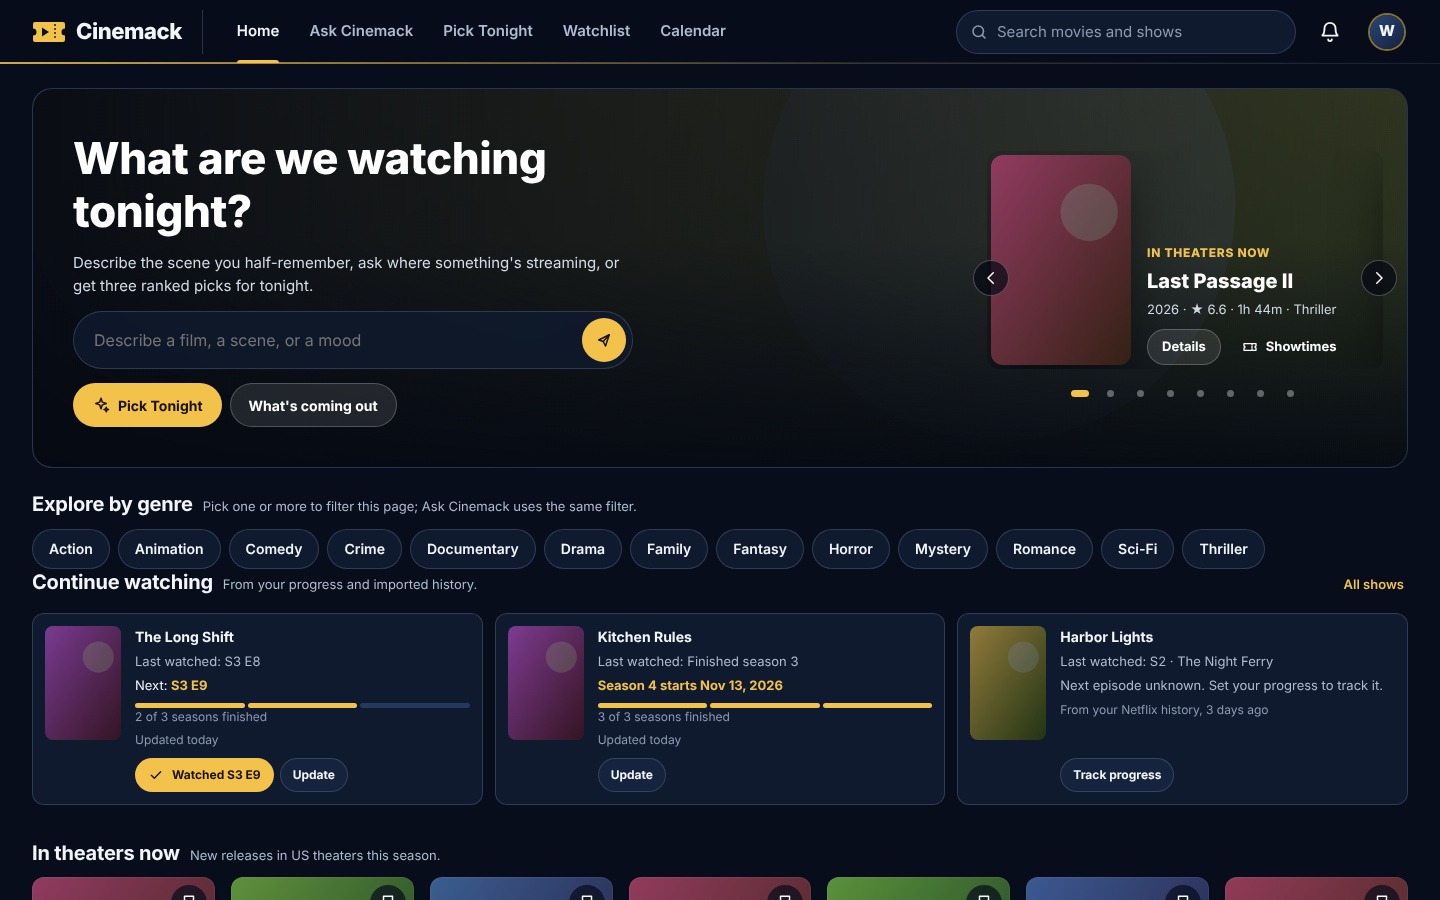 Cinemack
Home
Ask Cinemack
Pick Tonight
Watchlist
Calendar
Search movies and shows
W
What are we watching
tonight?
Describe the scene you half-remember, ask where something's streaming, or
get three ranked picks for tonight.
Describe a film, a scene, or a mood
Pick Tonight
What's coming out
IN THEATERS NOW
Last Passage II
2026 · ★ 6.6 · 1h 44m · Thriller
Details
Showtimes
Explore by genre
Pick one or more to filter this page; Ask Cinemack uses the same filter.
Action
Animation
Comedy
Crime
Documentary
Drama
Family
Fantasy
Horror
Mystery
Romance
Sci-Fi
Thriller
Continue watching
From your progress and imported history.
All shows
The Long Shift
Last watched: S3 E8
Next: S3 E9
2 of 3 seasons finished
Updated today
Watched S3 E9
Update
Kitchen Rules
Last watched: Finished season 3
Season 4 starts Nov 13, 2026
3 of 3 seasons finished
Updated today
Update
Harbor Lights
Last watched: S2 · The Night Ferry
Next episode unknown. Set your progress to track it.
From your Netflix history, 3 days ago
Track progress
In theaters now
New releases in US theaters this season.